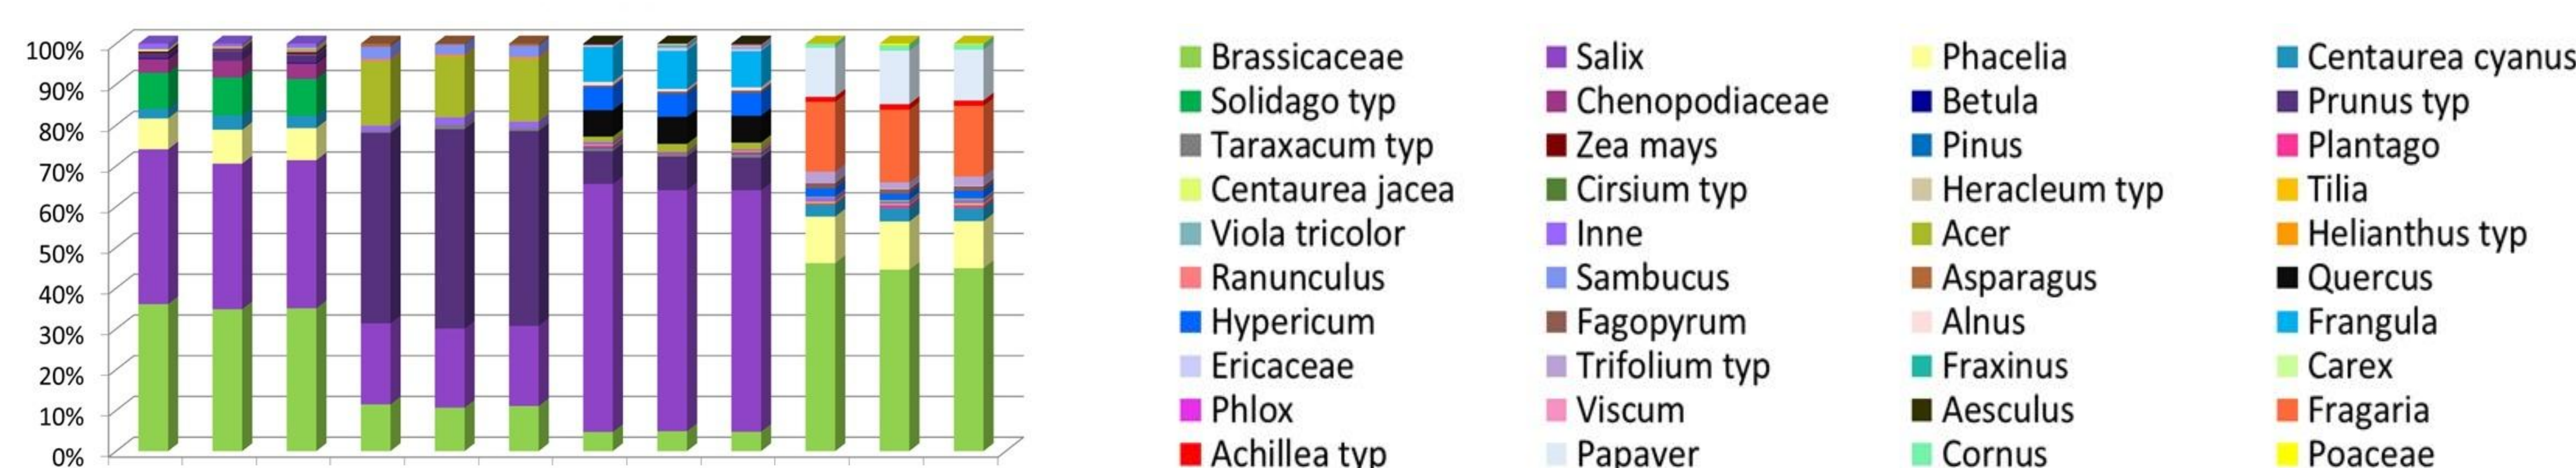 100%
90%
80%
70%
60%
50%
40%
30%
20%
10%
0%
Brassicaceae Salix Phacelia Centaurea cyanus
Solidago typ Chenopodiaceae Betula Prunus typ
Taraxacum typ Zea mays Pinus Plantago
Centaurea jacea Cirsium typ Heracleum typ Tilia
Viola tricolor Inne Acer Helianthus typ
Ranunculus Sambucus Asparagus Quercus
Hypericum Fagopyrum Alnus Frangula
Ericaceae Trifolium typ Fraxinus Carex
Phlox Viscum Aesculus Fragaria
Achillea typ Papaver Cornus Poaceae